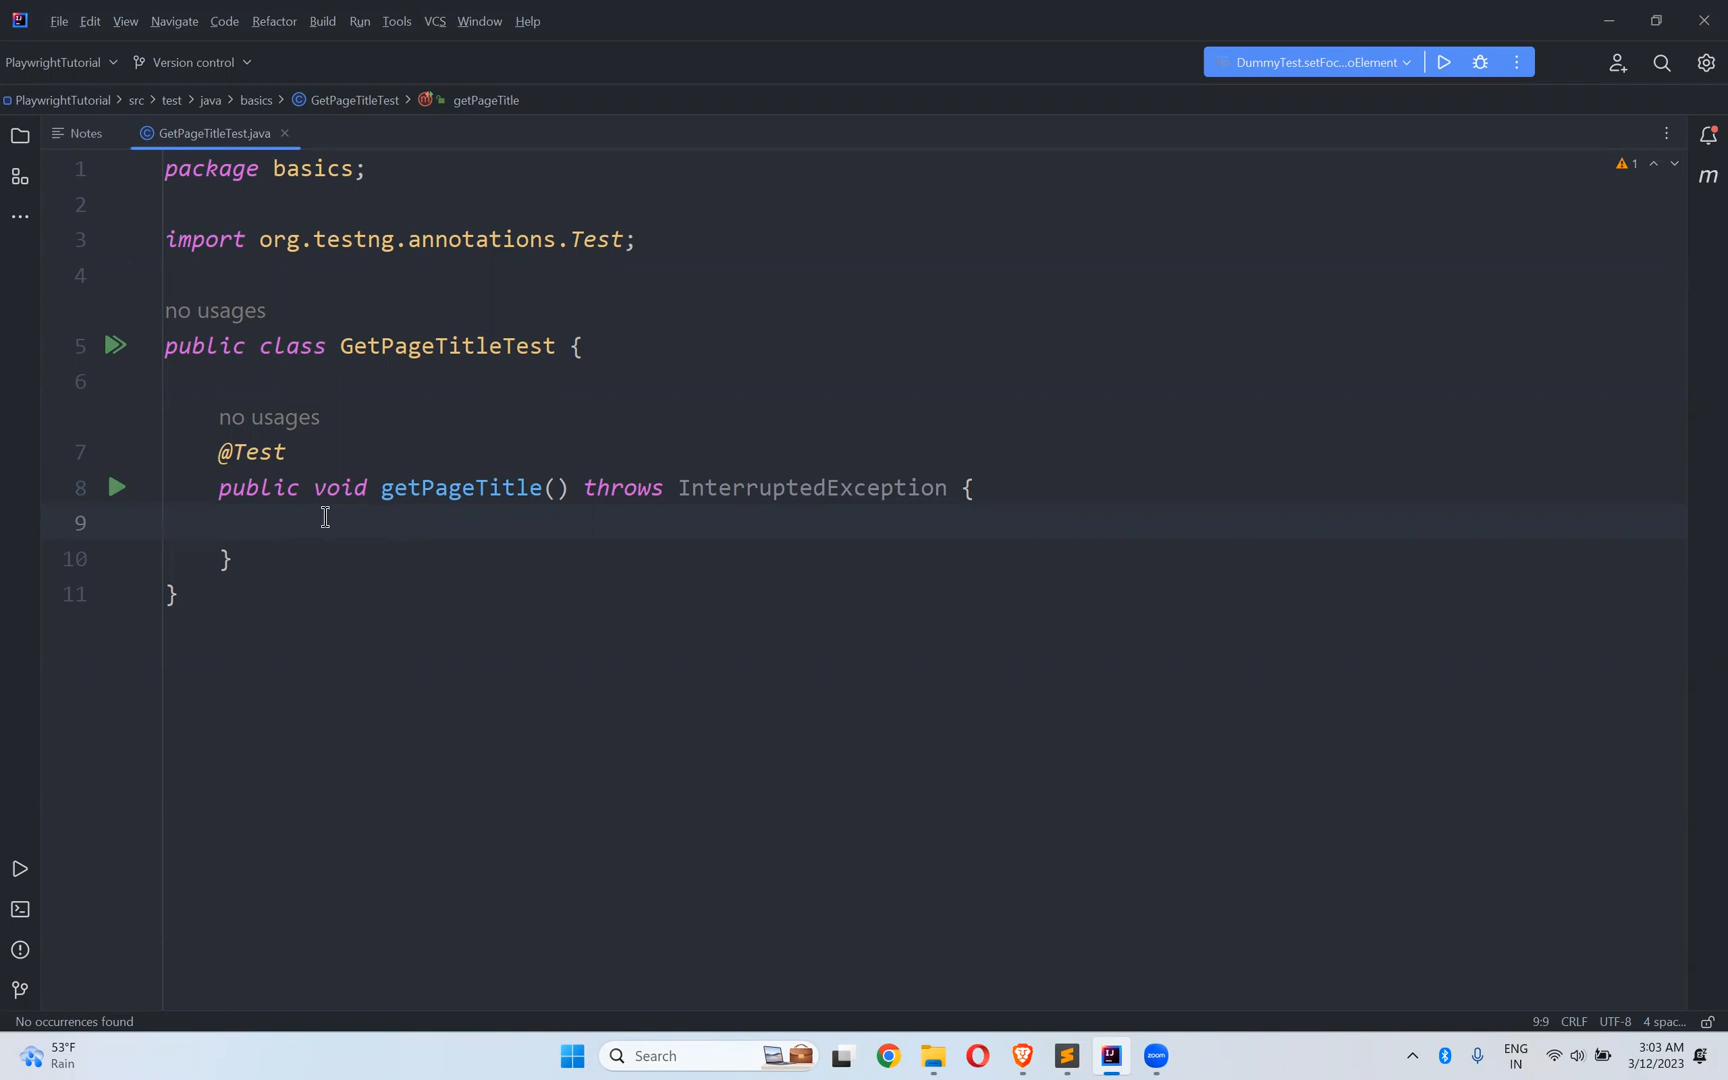 File Edit View Navigate Code Refactor Build Run Tools VCS Window Help
PlaywrightTutorial Version control DummyTest.setFoc...oElement
PlaywrightTutorial src test java basics GetPageTitleTest getPageTitle
Notes GetPageTitleTest.java
1 package basics; 1
2
3 import org.testng.annotations.Test;
4
no usages
5 public class GetPageTitleTest {
6
no usages
7 @Test
8 public void getPageTitle() throws InterruptedException {
9
10 }
11 }
No occurrences found 9:9 CRLF UTF-8 4 spac...
53°F
Rain
Search
zoom
ENG
IN
3:03 AM
3/12/2023